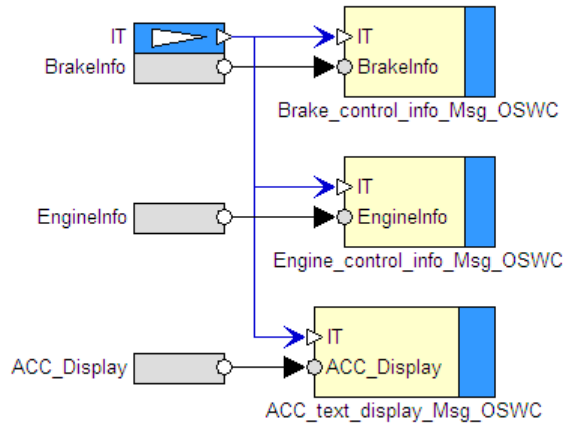 IT
IT
BrakeInfo
BrakeInfo
Brake_control_info_Msg_OSWC
IT
EngineInfo
EngineInfo
Engine_control_info_Msg_OSWC
IT
ACC_Display
ACC_Display
ACC_text_display_Msg_OSWC